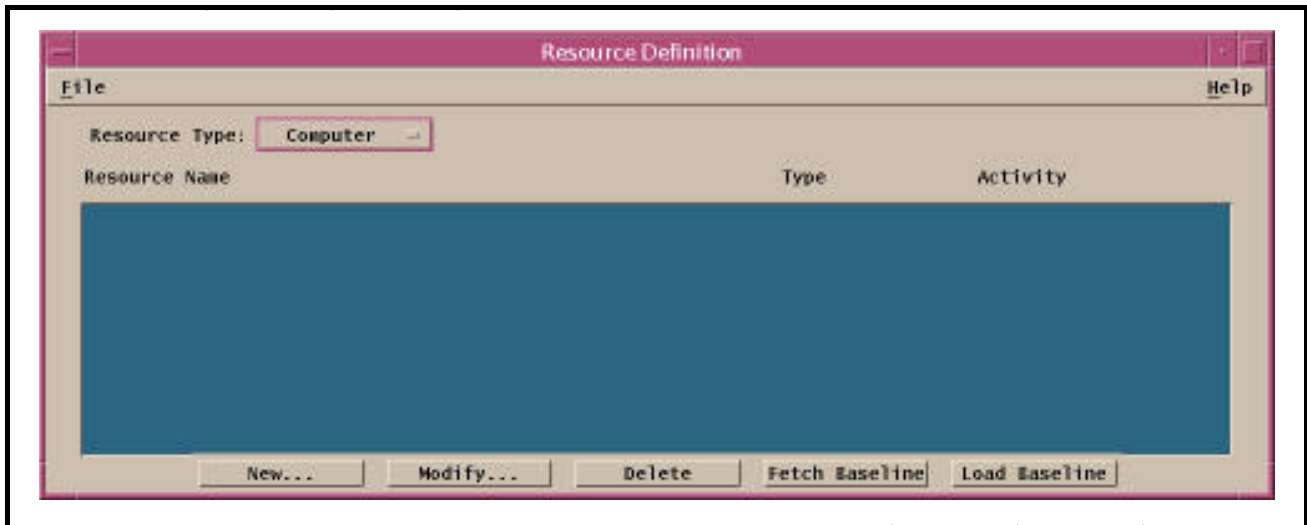 Resource Definition
File Help
Resource Type: Computer
Resource Name Type Activity
New... Modify... Delete Fetch Baseline Load Baseline